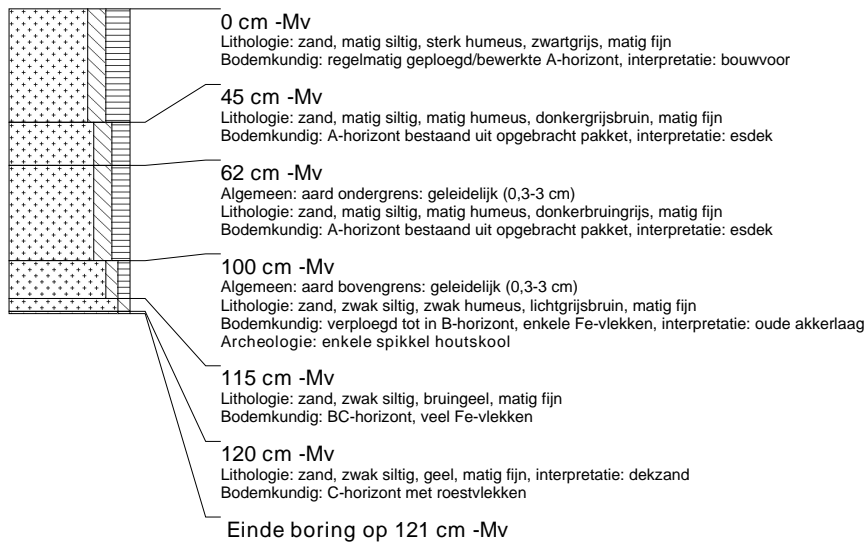 0 cm -Mv
Lithologie: zand, matig siltig, sterk humeus, zwartgrijs, matig fijn
Bodemkundig: regelmatig geploegd/bewerkte A-horizont, interpretatie: bouwvoor
45 cm -Mv
Lithologie: zand, matig siltig, matig humeus, donkergrijsbruin, matig fijn
Bodemkundig: A-horizont bestaand uit opgebracht pakket, interpretatie: esdek
62 cm -Mv
Algemeen: aard ondergrens: geleidelijk (0,3-3 cm)
Lithologie: zand, matig siltig, matig humeus, donkerbruingrijs, matig fijn
Bodemkundig: A-horizont bestaand uit opgebracht pakket, interpretatie: esdek
100 cm -Mv
Algemeen: aard bovengrens: geleidelijk (0,3-3 cm)
Lithologie: zand, zwak siltig, zwak humeus, lichtgrijsbruin, matig fijn
Bodemkundig: verploegd tot in B-horizont, enkele Fe-vlekken, interpretatie: oude akkerlaag
Archeologie: enkele spikkel houtskool
115 cm -Mv
Lithologie: zand, zwak siltig, bruingeel, matig fijn
Bodemkundig: BC-horizont, veel Fe-vlekken
120 cm -Mv
Lithologie: zand, zwak siltig, geel, matig fijn, interpretatie: dekzand
Bodemkundig: C-horizont met roestvlekken
Einde boring op 121 cm -Mv